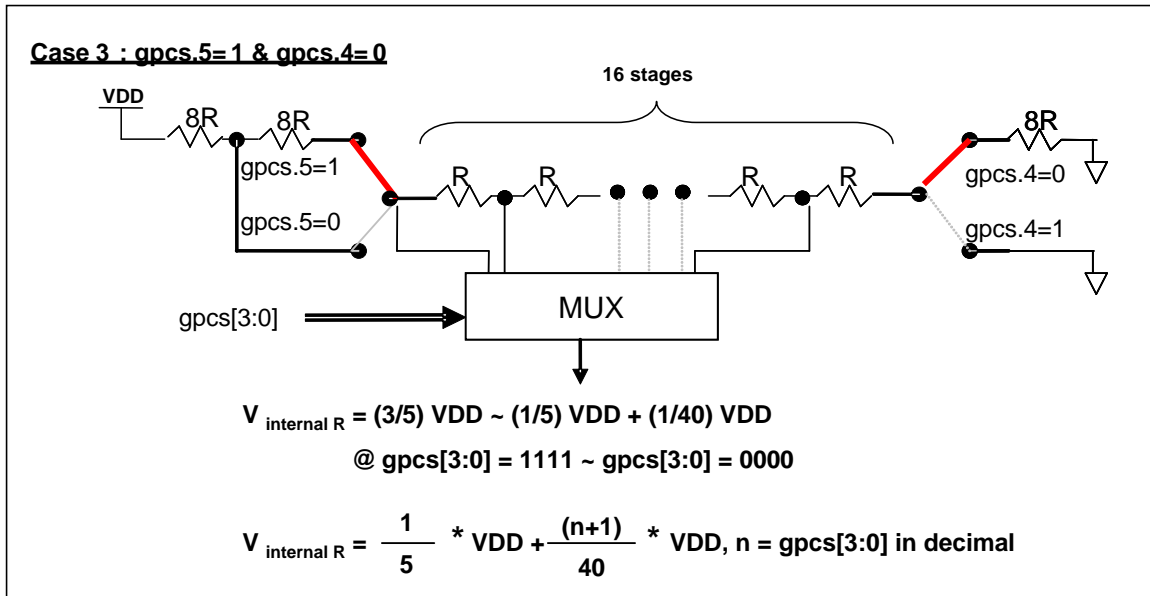 Case 3 : gpcs.5= 1 & gpcs.4= 0
16 stages
VDD
8R
8R
8R
gpcs.5=1
R
R
R
R
gpcs.4=0
gpcs.5=0
gpcs.4=1
MUX
gpcs[3:0]
V internal R = (3/5) VDD ~ (1/5) VDD + (1/40) VDD
@ gpcs[3:0] = 1111 ~ gpcs[3:0] = 0000
V internal R = 1/5 * VDD + (n+1)/40 * VDD, n = gpcs[3:0] in decimal